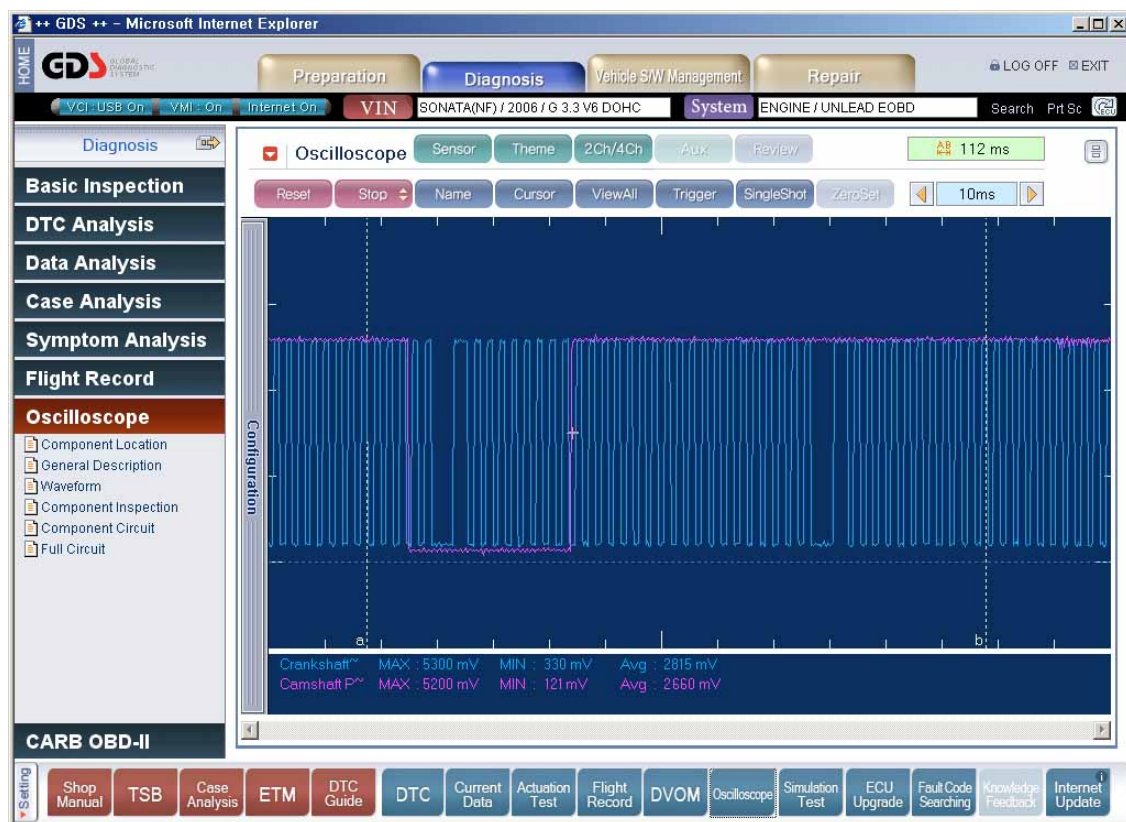 ++ GDS ++ - Microsoft Internet Explorer
HOME
GDS GLOBAL DIAGNOSTIC SYSTEM
Preparation Diagnosis Vehicle S/W Management Repair
LOG OFF EXIT
VCI : USB On VMI : On Internet On VIN SONATA(NF) / 2006 / G 3.3 V6 DOHC System ENGINE / UNLEAD EOBD Search Prt Sc ECU
Diagnosis
Basic Inspection
DTC Analysis
Data Analysis
Case Analysis
Symptom Analysis
Flight Record
Oscilloscope
Component Location
General Description
Waveform
Component Inspection
Component Circuit
Full Circuit
CARB OBD-II
Oscilloscope Sensor Theme 2Ch/4Ch Aux. Review AB 112 ms
Reset Stop Name Cursor ViewAll Trigger SingleShot ZeroSet 10ms
Configuration
a b
Crankshaft~ MAX : 5300 mV MIN : 330 mV Avg : 2815 mV
Camshaft P~ MAX : 5200 mV MIN : 121 mV Avg : 2660 mV
Setting
Shop Manual
TSB
Case Analysis
ETM
DTC Guide
DTC
Current Data
Actuation Test
Flight Record
DVOM
Oscilloscope
Simulation Test
ECU Upgrade
Fault Code Searching
Knowledge Feedback
Internet Update